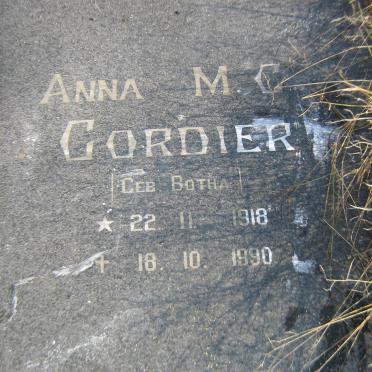 ANNA M. C.
CORDIER
(GEB BOTHA)
★ 22. 11. 1918
† 18. 10. 1990